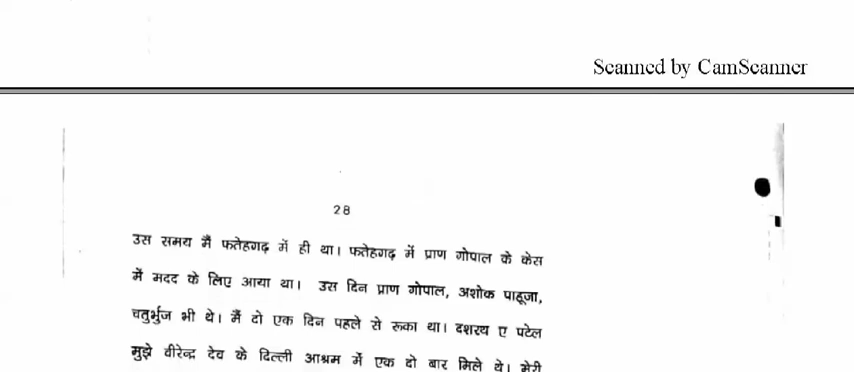 Scanned by CamScanner
28
उस समय मैं फतेहगढ़ में ही था। फतेहगढ़ में प्राण गोपाल के केस
में मदद के लिए आया था। उस दिन प्राण गोपाल, अशोक पाहूजा,
चतुर्भुज भी थे। मैं दो एक दिन पहले से रूका था। दशरथ ए पटेल
मुझे वीरेन्द्र देव के दिल्ली आश्रम में एक दो बार मिले थे। मेरी